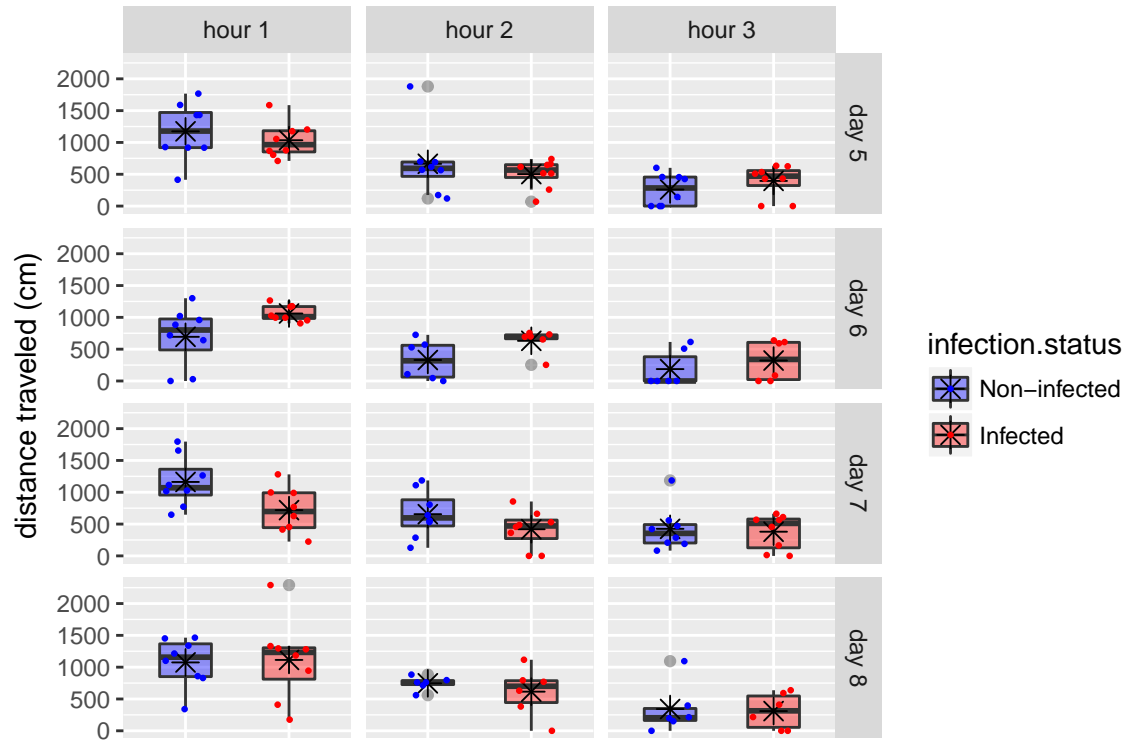 hour 1 hour 2 hour 3
2000
1500
1000
500
0
day 5
2000
1500
1000
500
0
day 6
2000
1500
1000
500
0
day 7
2000
1500
1000
500
0
day 8
distance traveled (cm)
infection.status
Non−infected
Infected